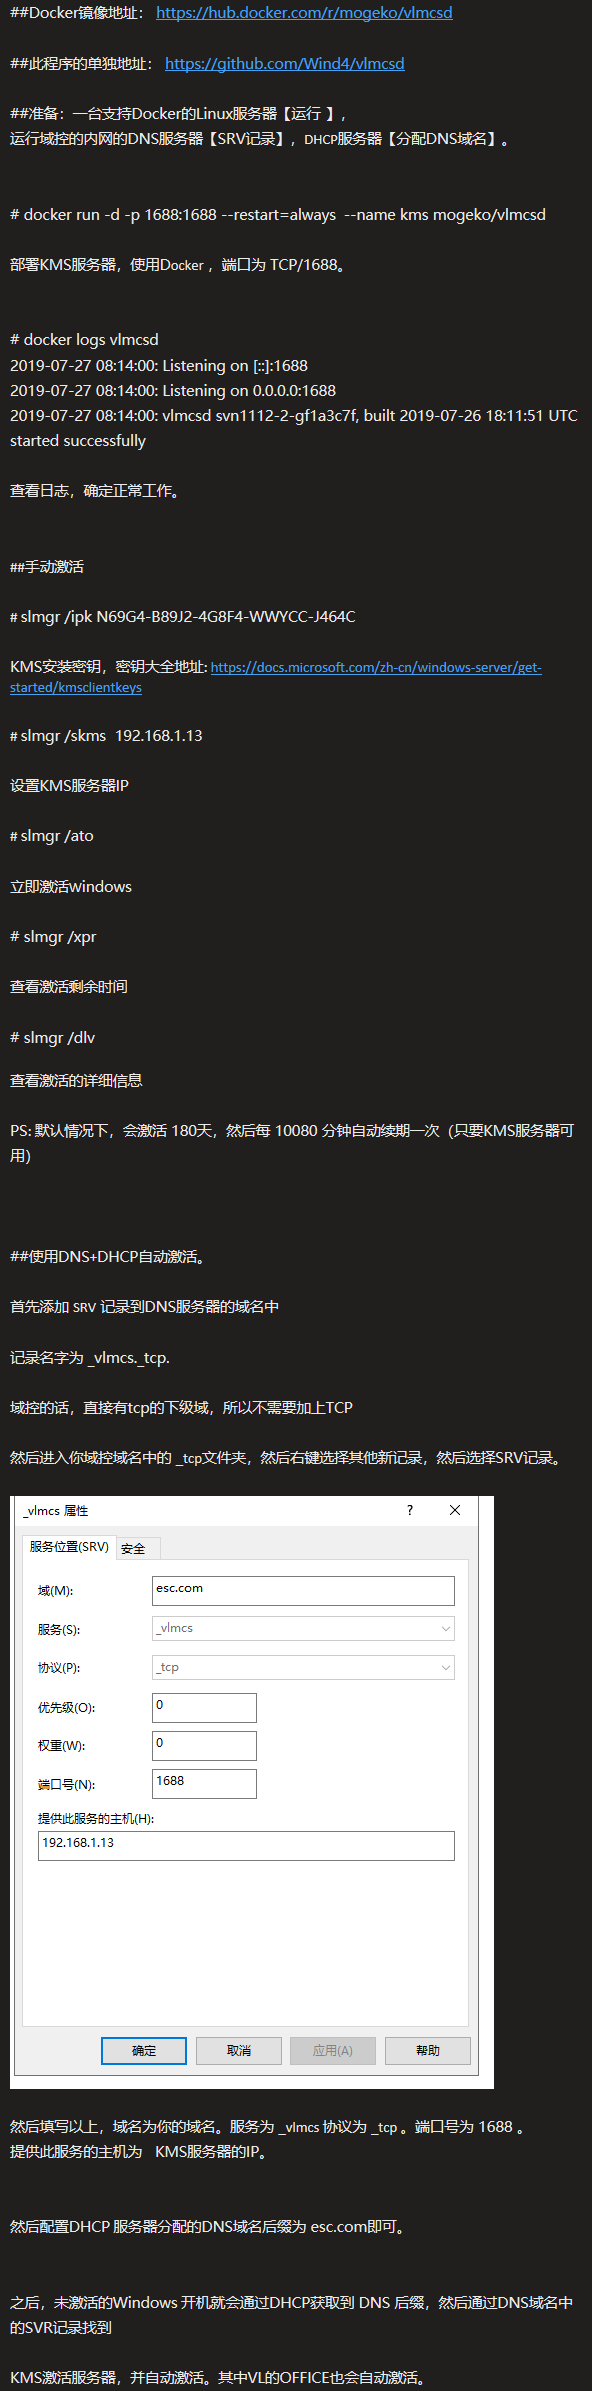 ##Docker镜像地址： https://hub.docker.com/r/mogeko/vlmcsd
##此程序的单独地址： https://github.com/Wind4/vlmcsd
##准备：一台支持Docker的Linux服务器【运行 】，
运行域控的内网的DNS服务器【SRV记录】，DHCP服务器【分配DNS域名】。
# docker run -d -p 1688:1688 --restart=always  --name kms mogeko/vlmcsd
部署KMS服务器，使用Docker ，端口为 TCP/1688。
# docker logs vlmcsd
2019-07-27 08:14:00: Listening on [::]:1688
2019-07-27 08:14:00: Listening on 0.0.0.0:1688
2019-07-27 08:14:00: vlmcsd svn1112-2-gf1a3c7f, built 2019-07-26 18:11:51 UTC
started successfully
查看日志，确定正常工作。
##手动激活
# slmgr /ipk N69G4-B89J2-4G8F4-WWYCC-J464C
KMS安装密钥，密钥大全地址: https://docs.microsoft.com/zh-cn/windows-server/get-
started/kmsclientkeys
# slmgr /skms  192.168.1.13
设置KMS服务器IP
# slmgr /ato
立即激活windows
# slmgr /xpr
查看激活剩余时间
# slmgr /dlv
查看激活的详细信息
PS: 默认情况下，会激活 180天，然后每 10080 分钟自动续期一次（只要KMS服务器可
用）
##使用DNS+DHCP自动激活。
首先添加 SRV 记录到DNS服务器的域名中
记录名字为 _vlmcs._tcp.
域控的话，直接有tcp的下级域，所以不需要加上TCP
然后进入你域控域名中的 _tcp文件夹，然后右键选择其他新记录，然后选择SRV记录。
_vlmcs 属性 ? ×
服务位置(SRV) 安全
域(M): esc.com
服务(S): _vlmcs
协议(P): _tcp
优先级(O): 0
权重(W): 0
端口号(N): 1688
提供此服务的主机(H):
192.168.1.13
确定 取消 应用(A) 帮助
然后填写以上，域名为你的域名。服务为 _vlmcs 协议为 _tcp 。端口号为 1688 。
提供此服务的主机为   KMS服务器的IP。
然后配置DHCP 服务器分配的DNS域名后缀为 esc.com即可。
之后，未激活的Windows 开机就会通过DHCP获取到 DNS 后缀，然后通过DNS域名中
的SVR记录找到
KMS激活服务器，并自动激活。其中VL的OFFICE也会自动激活。